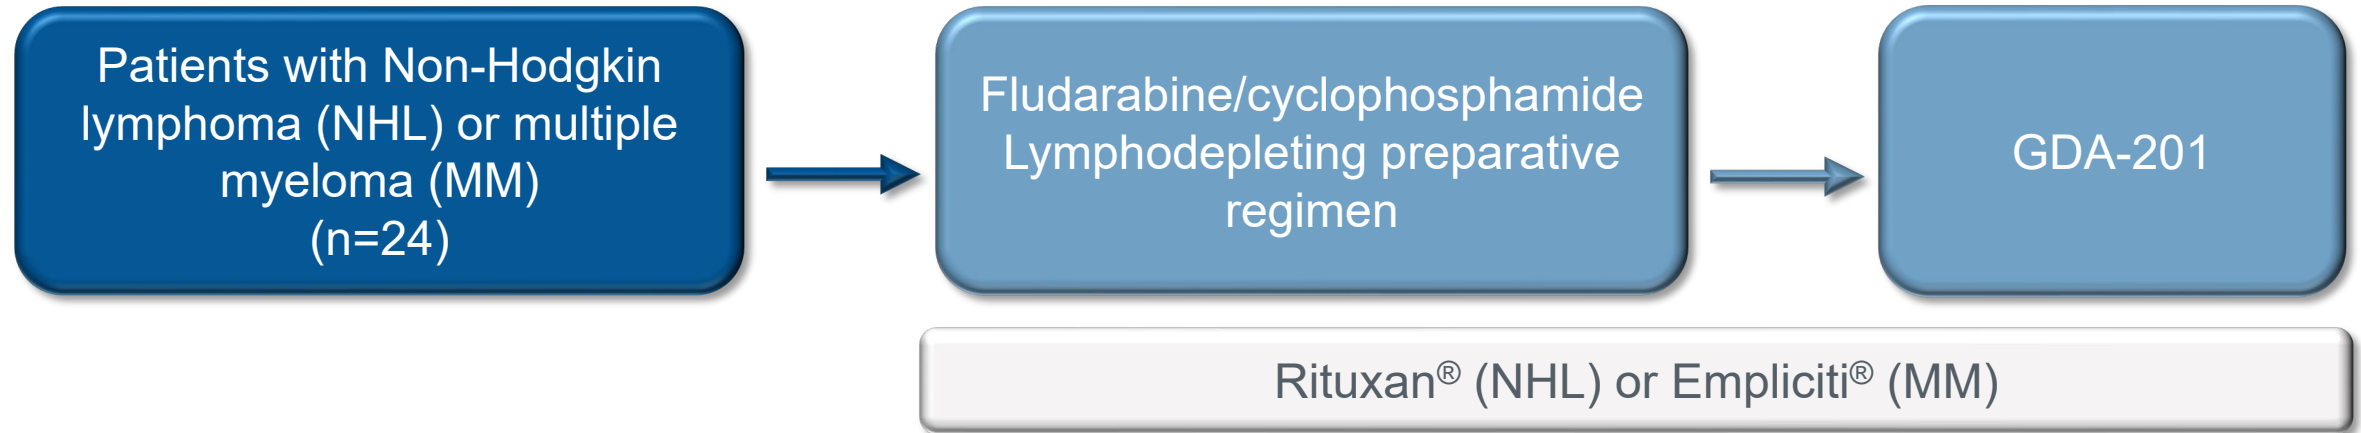 Patients with Non-Hodgkin
lymphoma (NHL) or multiple
myeloma (MM)
(n=24)
Fludarabine/cyclophosphamide
Lymphodepleting preparative
regimen
GDA-201
Rituxan® (NHL) or Empliciti® (MM)